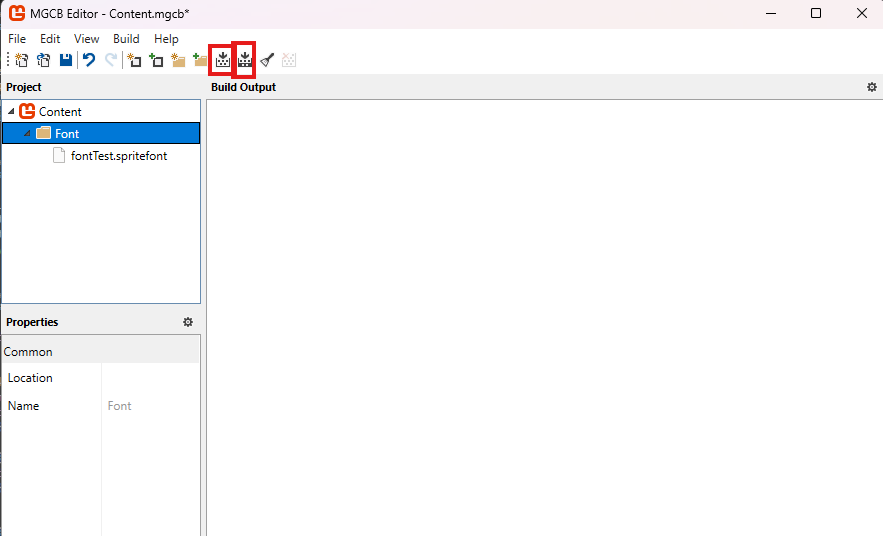 MGCB Editor - Content.mgcb*
File Edit View Build Help
Project
Build Output
Content
Font
fontTest.spritefont
Properties
Common
Location
Name Font